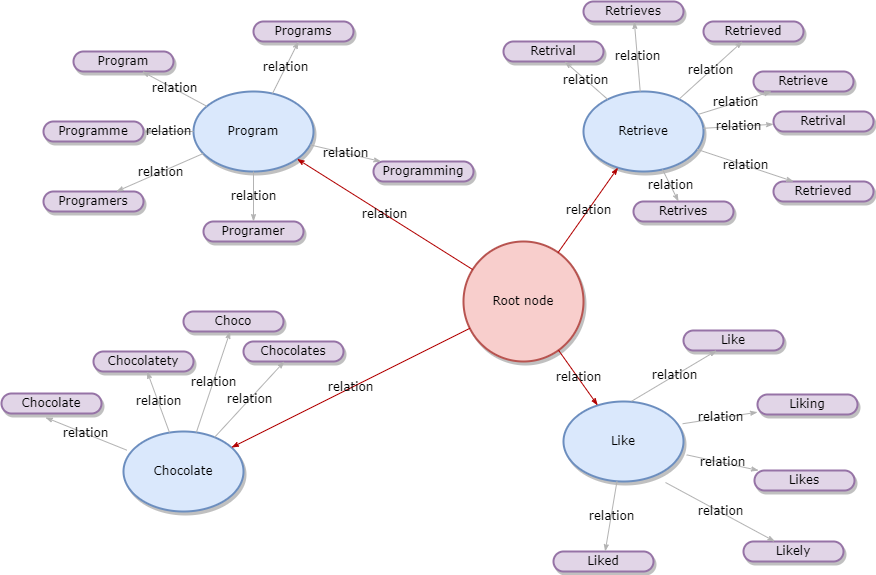 Programs
relation
Program
relation
Programme
relation
Program
Programers
relation
Programer
relation
Programming
relation
relation
Retrieves
relation
Retrival
relation
Retrieved
relation
Retrieve
relation
Retrival
relation
Retrieve
Retrieved
relation
Retrives
relation
relation
Root node
Choco
relation
Chocolates
relation
Chocolatety
relation
Chocolate
relation
Chocolate
relation
Like
relation
Liking
relation
Like
Likes
relation
Likely
relation
Liked
relation
relation